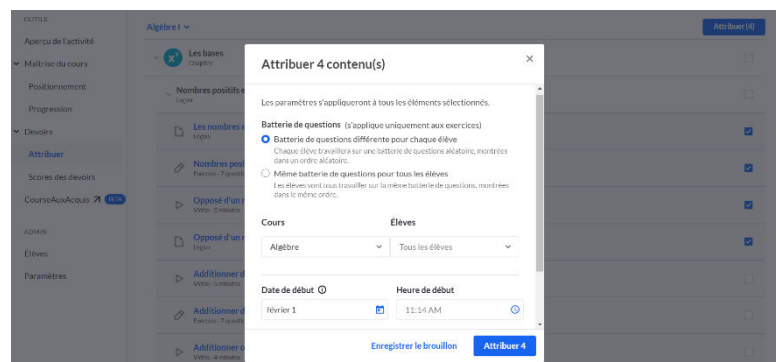 OUTILS
Aperçu de l'activité
Maîtrise du cours
Positionnement
Progression
Devoirs
Attribuer
Scores des devoirs
CourseAuxAcquis BETA
ADMIN
Élèves
Paramètres
Algèbre I
Attribuer (4)
Les bases
Chapitre
Nombres positifs e
Leçon
Les nombres
Leçon
Nombres posi
Exercice · 7 questi
Opposé d'un r
Vidéo · 5 minutes
Opposé d'un r
Leçon
Additionner d
Vidéo · 5 minutes
Additionner d
Exercice · 7 questi
Additionner
Vidéo · 4 minutes
Attribuer 4 contenu(s)
Les paramètres s'appliqueront à tous les éléments sélectionnés.
Batterie de questions (s'applique uniquement aux exercices)
Batterie de questions différente pour chaque élève
Chaque élève travaillera sur une batterie de questions aléatoire, montrées
dans un ordre aléatoire.
Même batterie de questions pour tous les élèves
Les élèves vont tous travailler sur la même batterie de questions, montrées
dans le même ordre.
Cours Élèves
Algèbre Tous les élèves
Date de début Heure de début
février 1 11:14 AM
Enregistrer le brouillon Attribuer 4